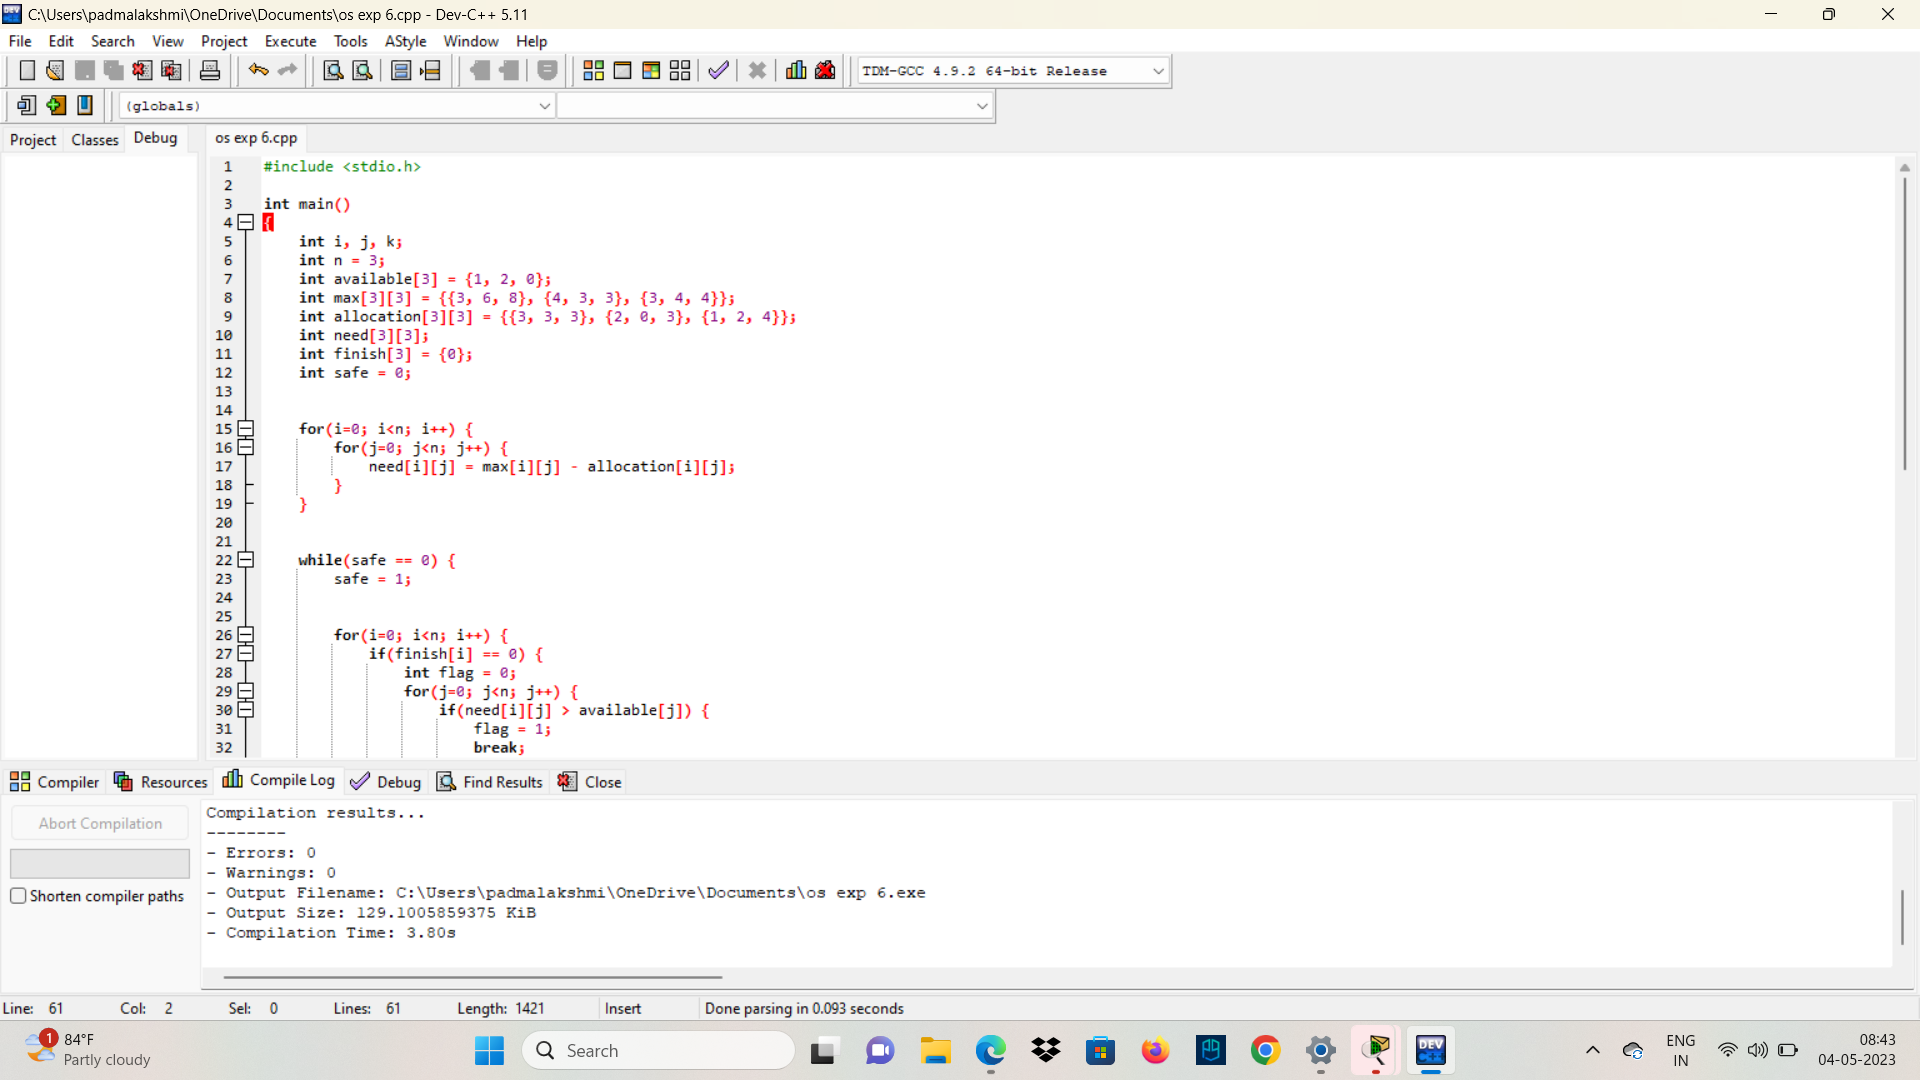 C:\Users\padmalakshmi\OneDrive\Documents\os exp 6.cpp - Dev-C++ 5.11
File Edit Search View Project Execute Tools AStyle Window Help
TDM-GCC 4.9.2 64-bit Release
(globals)
Project Classes Debug os exp 6.cpp
1 #include <stdio.h>
2
3 int main()
4 {
5     int i, j, k;
6     int n = 3;
7     int available[3] = {1, 2, 0};
8     int max[3][3] = {{3, 6, 8}, {4, 3, 3}, {3, 4, 4}};
9     int allocation[3][3] = {{3, 3, 3}, {2, 0, 3}, {1, 2, 4}};
10     int need[3][3];
11     int finish[3] = {0};
12     int safe = 0;
13
14
15     for(i=0; i<n; i++) {
16         for(j=0; j<n; j++) {
17             need[i][j] = max[i][j] - allocation[i][j];
18         }
19     }
20
21
22     while(safe == 0) {
23         safe = 1;
24
25
26         for(i=0; i<n; i++) {
27             if(finish[i] == 0) {
28                 int flag = 0;
29                 for(j=0; j<n; j++) {
30                     if(need[i][j] > available[j]) {
31                         flag = 1;
32                         break;
Compiler Resources Compile Log Debug Find Results Close
Abort Compilation
Shorten compiler paths
Compilation results...
--------
- Errors: 0
- Warnings: 0
- Output Filename: C:\Users\padmalakshmi\OneDrive\Documents\os exp 6.exe
- Output Size: 129.1005859375 KiB
- Compilation Time: 3.80s
Line: 61 Col: 2 Sel: 0 Lines: 61 Length: 1421 Insert Done parsing in 0.093 seconds
1
84°F
Partly cloudy
Search
DEV C++
ENG
IN
08:43
04-05-2023